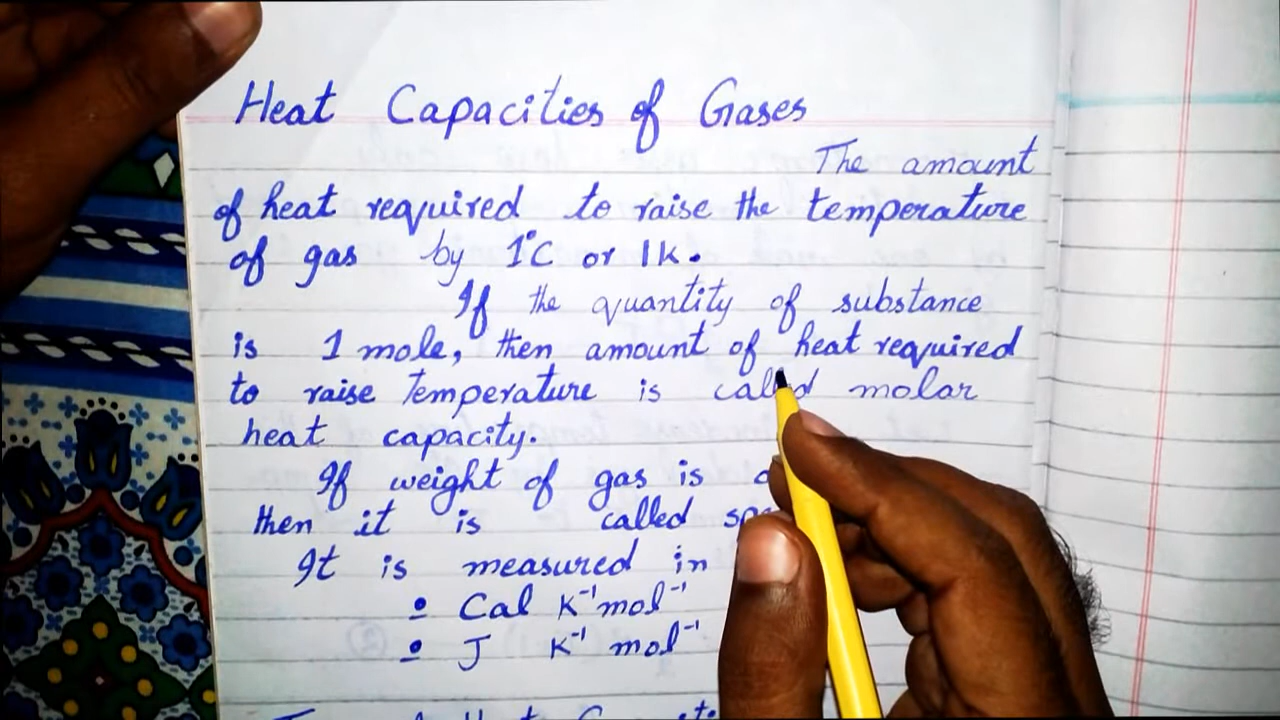 Heat Capacities of Gases
The amount
of heat required to raise the temperature
of gas by 1°C or 1K.
If the quantity of substance
is 1 mole, then amount of heat required
to raise temperature is called molar
heat capacity.
If weight of gas is
then it is called
It is measured in
• Cal K⁻¹ mol⁻¹
• J K⁻¹ mol⁻¹